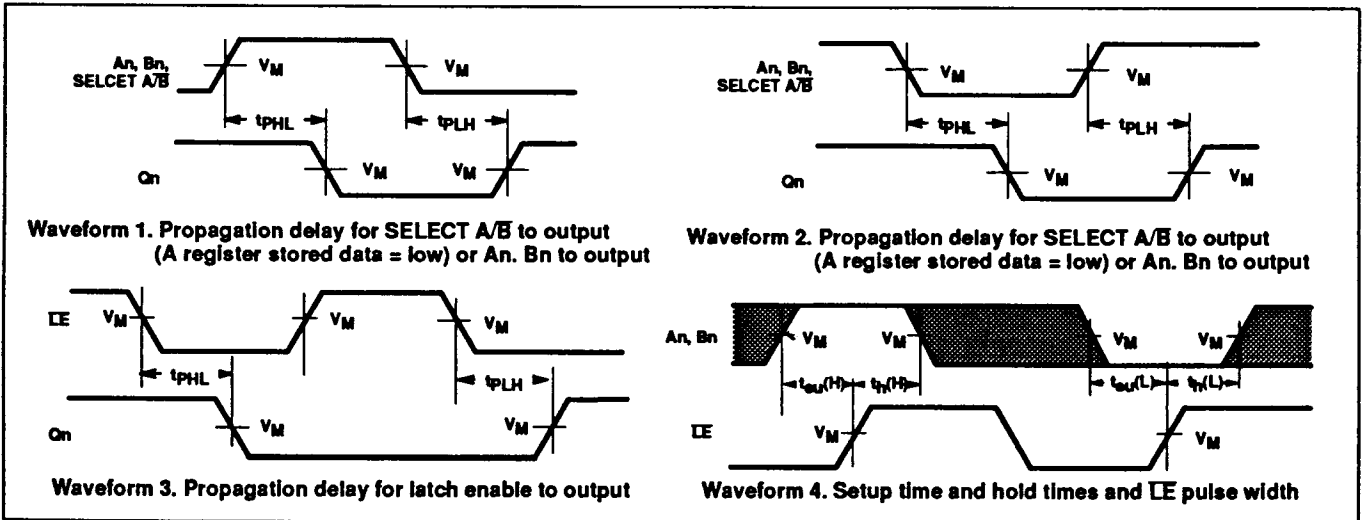 An, Bn,
SELCET A/B̅
VM
VM
tPHL
tPLH
Qn
VM
VM
Waveform 1. Propagation delay for SELECT A/B̅ to output
(A register stored data = low) or An. Bn to output
An, Bn,
SELCET A/B̅
VM
VM
tPHL
tPLH
Qn
VM
VM
Waveform 2. Propagation delay for SELECT A/B̅ to output
(A register stored data = low) or An. Bn to output
L̅E̅
VM
VM
VM
tPHL
tPLH
Qn
VM
VM
Waveform 3. Propagation delay for latch enable to output
An, Bn
VM
VM
VM
VM
tsu(H)
th(H)
tsu(L)
th(L)
L̅E̅
VM
VM
Waveform 4. Setup time and hold times and L̅E̅ pulse width